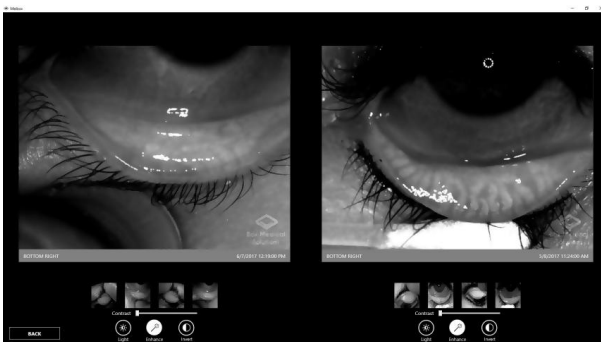 BOTTOM RIGHT
6/7/2017 12:19:00 PM
BOTTOM RIGHT
5/8/2017 11:24:00 AM
Contrast
Contrast
Light
Enhance
Invert
Light
Enhance
Invert
BACK